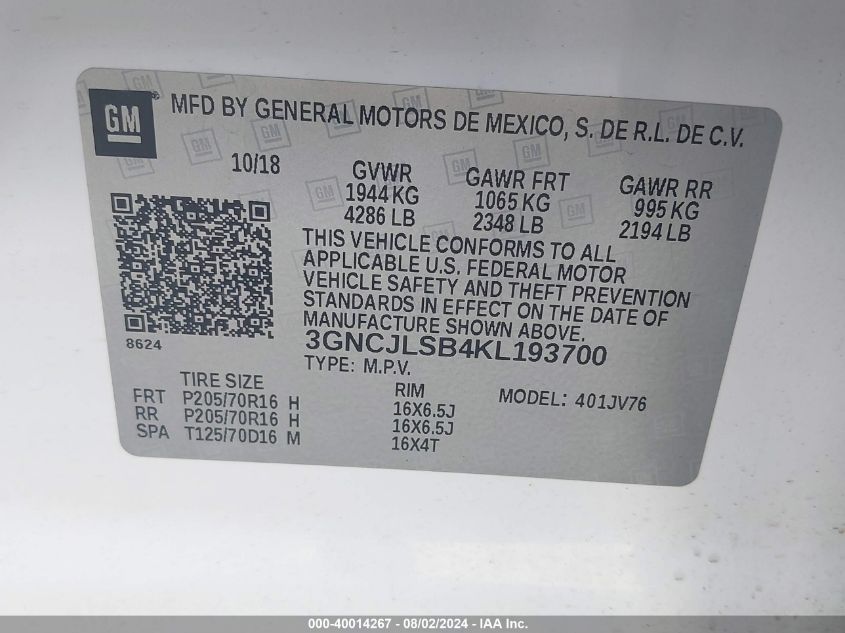 GM ® MFD BY GENERAL MOTORS DE MEXICO, S. DE R.L. DE C.V.
10/18 GVWR GAWR FRT GAWR RR
1944 KG 1065 KG 995 KG
4286 LB 2348 LB 2194 LB
THIS VEHICLE CONFORMS TO ALL
APPLICABLE U.S. FEDERAL MOTOR
VEHICLE SAFETY AND THEFT PREVENTION
STANDARDS IN EFFECT ON THE DATE OF
MANUFACTURE SHOWN ABOVE.
8624 3GNCJLSB4KL193700
TYPE: M.P.V.
TIRE SIZE RIM MODEL: 401JV76
FRT P205/70R16 H 16X6.5J
RR P205/70R16 H 16X6.5J
SPA T125/70D16 M 16X4T
000-40014267 - 08/02/2024 - IAA Inc.